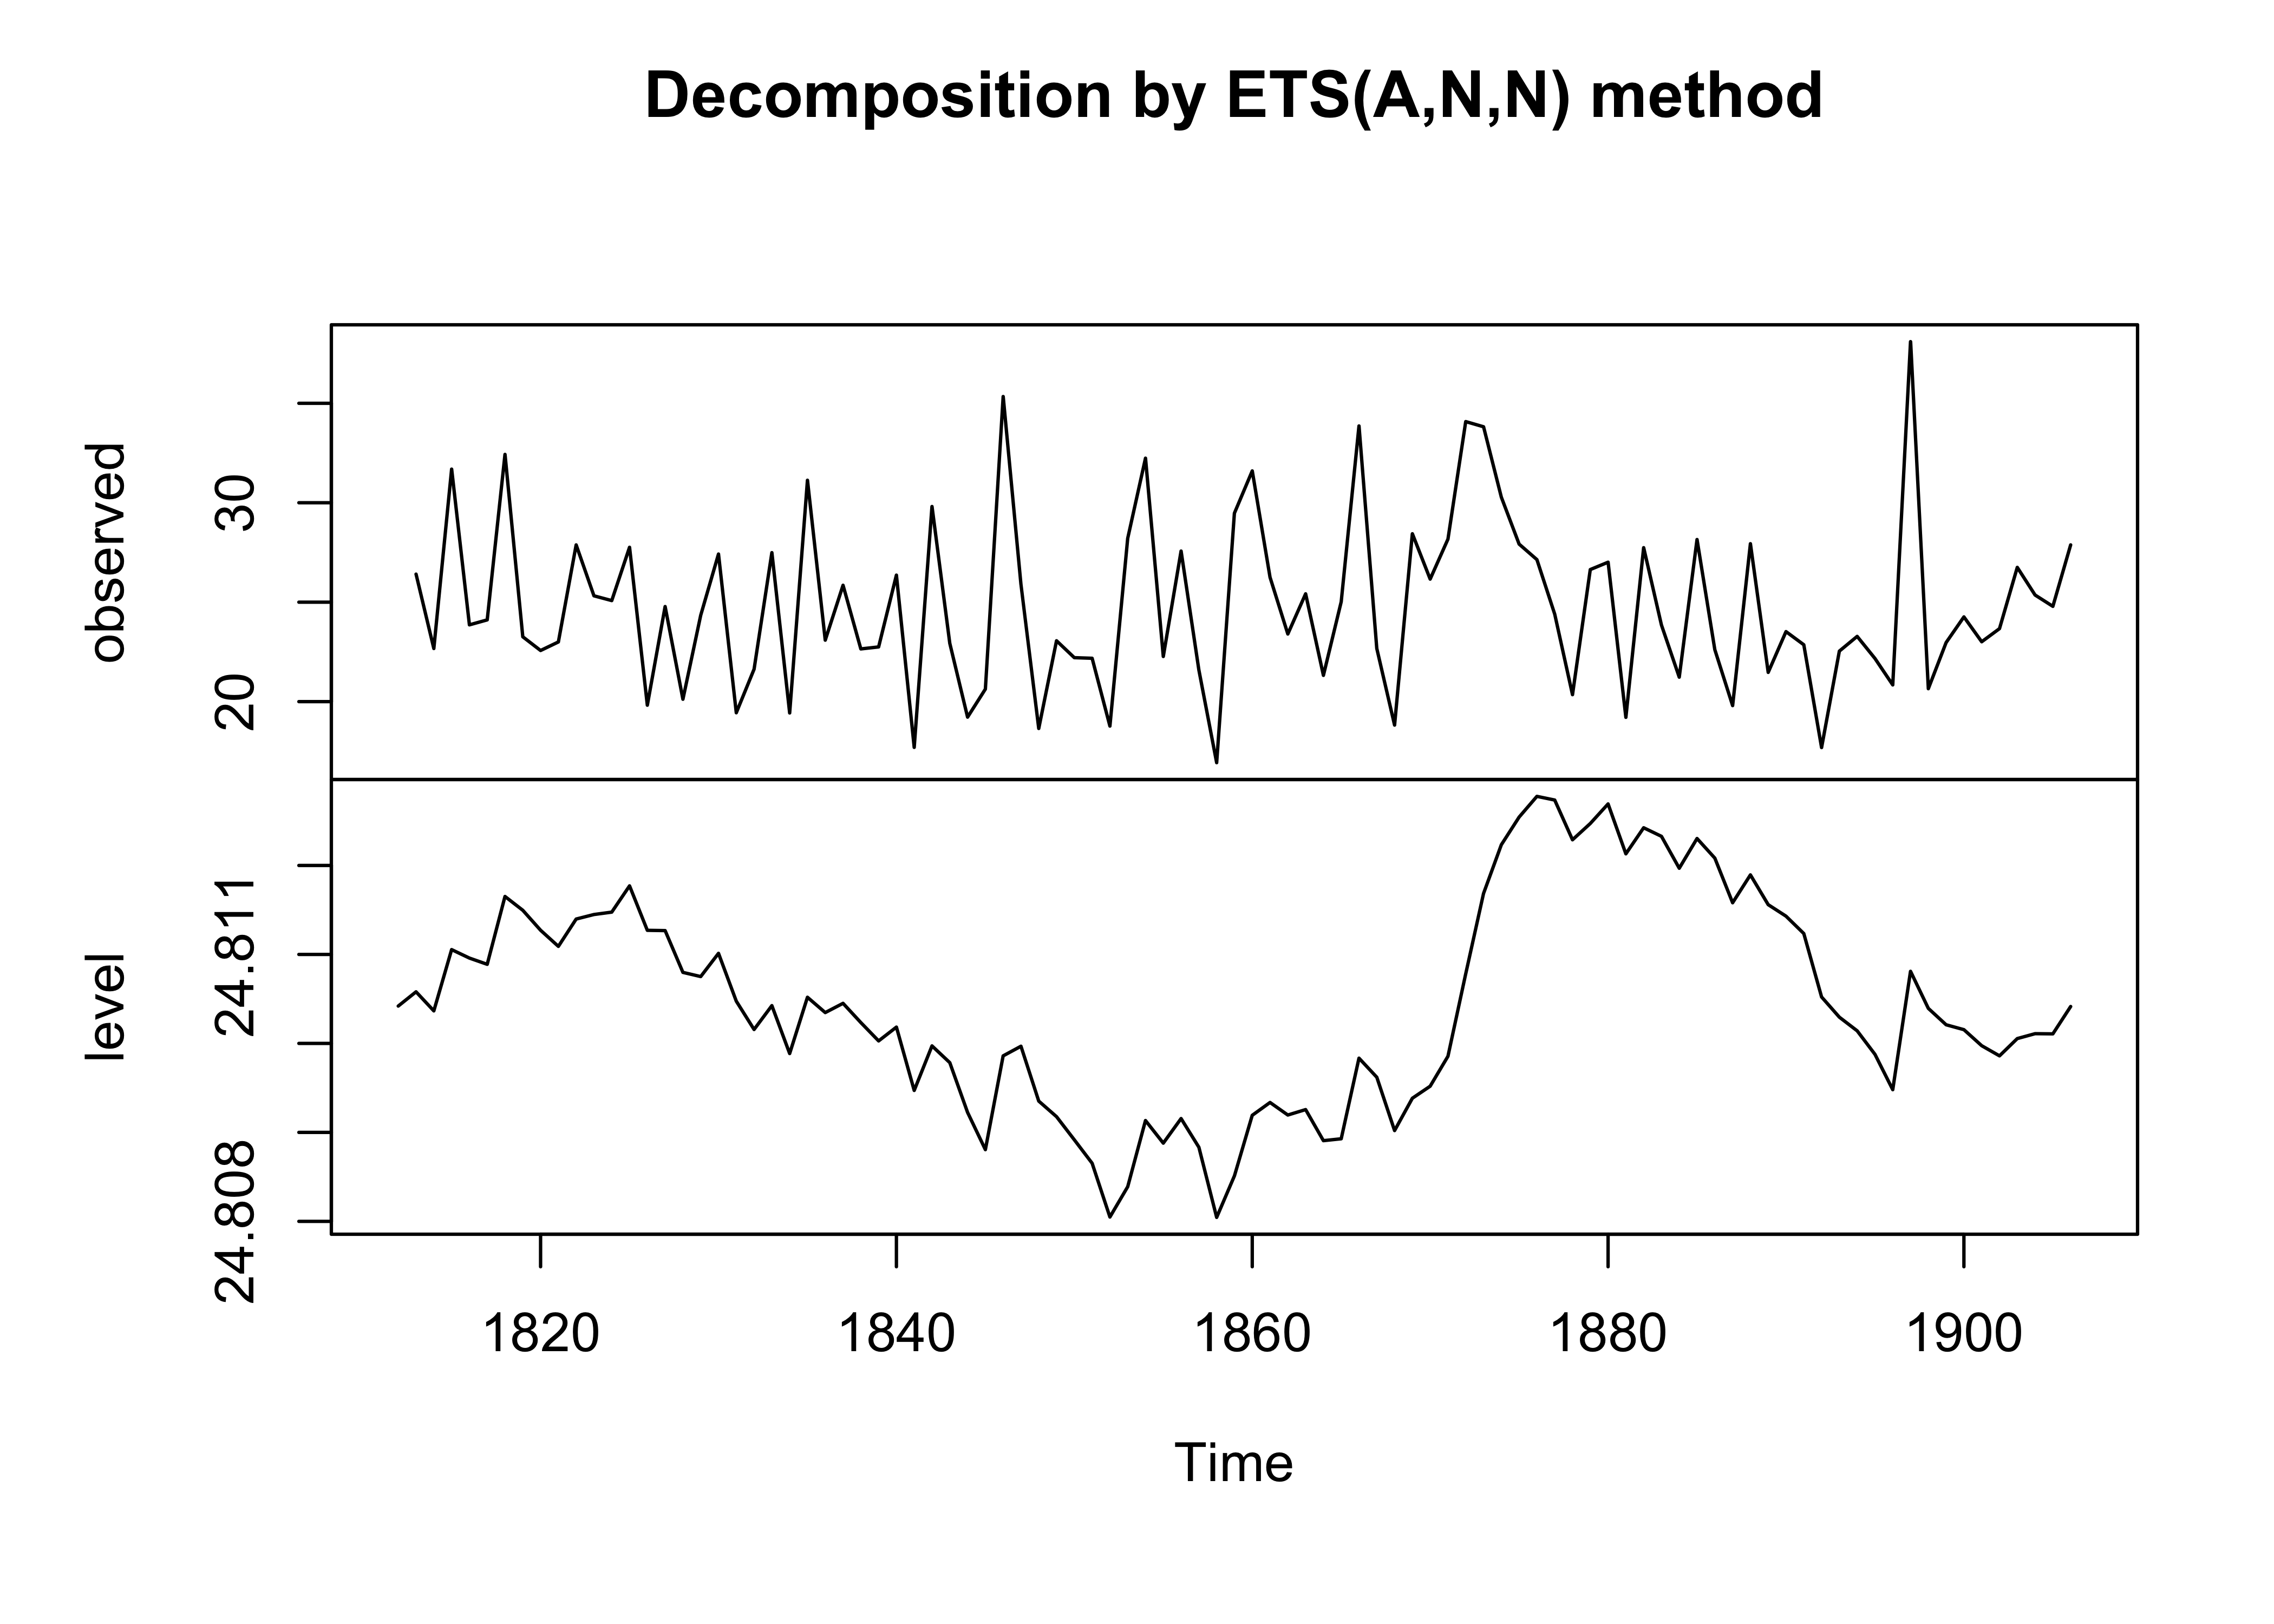 Decomposition by ETS(A,N,N) method
observed
30
20
level
24.811
24.808
1820 1840 1860 1880 1900
Time